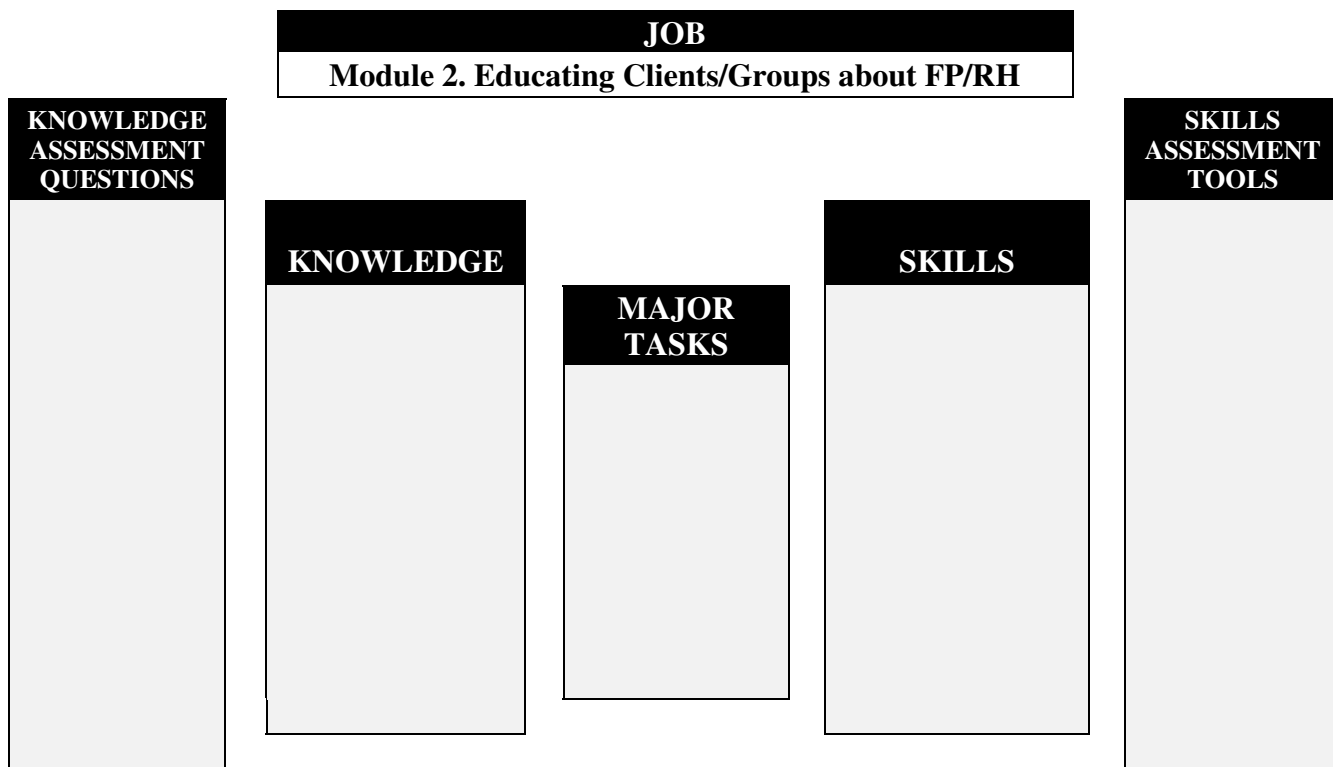 JOB
Module 2. Educating Clients/Groups about FP/RH
KNOWLEDGE
ASSESSMENT
QUESTIONS
KNOWLEDGE
MAJOR
TASKS
SKILLS
SKILLS
ASSESSMENT
TOOLS